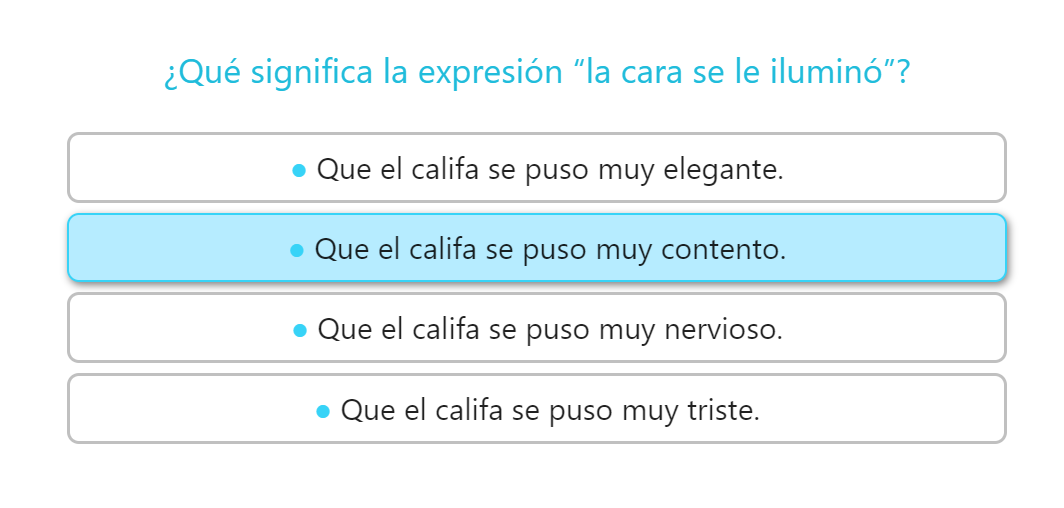 ¿Qué significa la expresión “la cara se le iluminó”?
● Que el califa se puso muy elegante.
● Que el califa se puso muy contento.
● Que el califa se puso muy nervioso.
● Que el califa se puso muy triste.